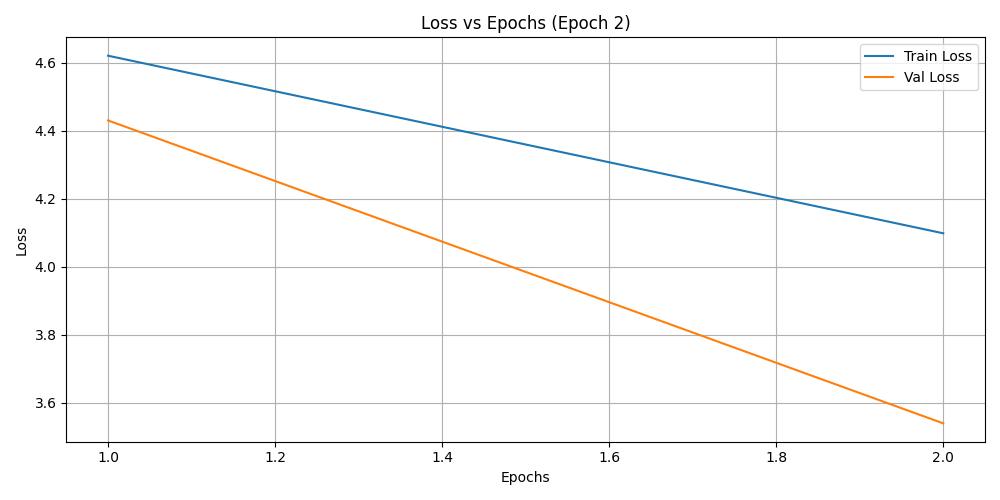 Loss vs Epochs (Epoch 2)
Train Loss
Val Loss
4.6
4.4
4.2
4.0
3.8
3.6
Loss
1.0 1.2 1.4 1.6 1.8 2.0
Epochs